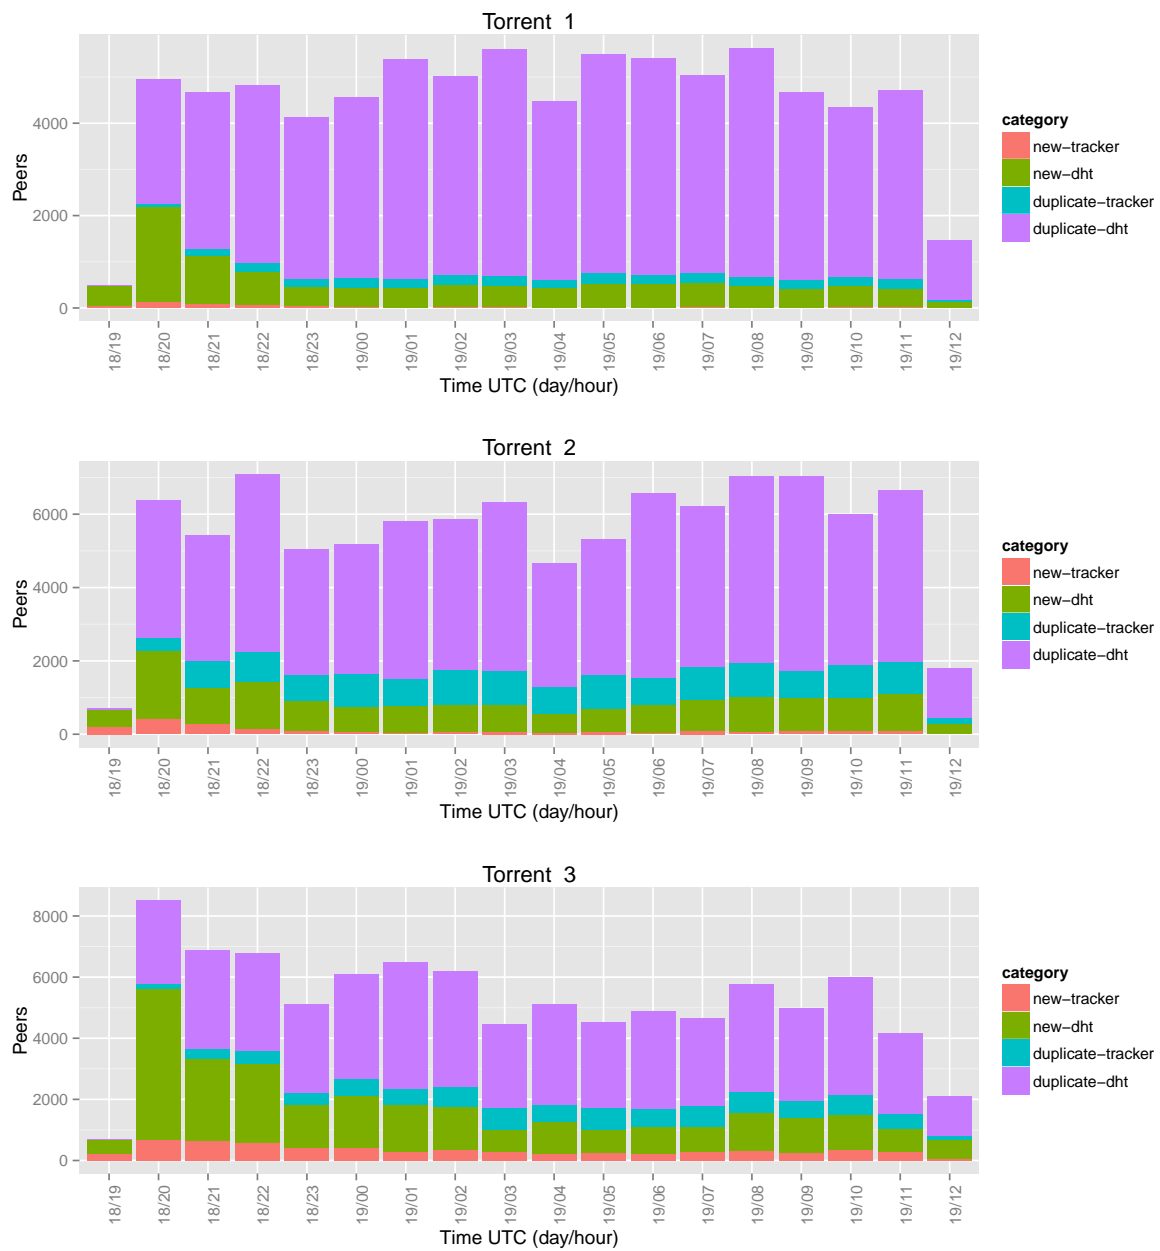 Torrent 1
Peers
4000
2000
0
18/19 18/20 18/21 18/22 18/23 19/00 19/01 19/02 19/03 19/04 19/05 19/06 19/07 19/08 19/09 19/10 19/11 19/12
Time UTC (day/hour)
category
new−tracker
new−dht
duplicate−tracker
duplicate−dht
Torrent 2
Peers
6000
4000
2000
0
18/19 18/20 18/21 18/22 18/23 19/00 19/01 19/02 19/03 19/04 19/05 19/06 19/07 19/08 19/09 19/10 19/11 19/12
Time UTC (day/hour)
category
new−tracker
new−dht
duplicate−tracker
duplicate−dht
Torrent 3
Peers
8000
6000
4000
2000
0
18/19 18/20 18/21 18/22 18/23 19/00 19/01 19/02 19/03 19/04 19/05 19/06 19/07 19/08 19/09 19/10 19/11 19/12
Time UTC (day/hour)
category
new−tracker
new−dht
duplicate−tracker
duplicate−dht